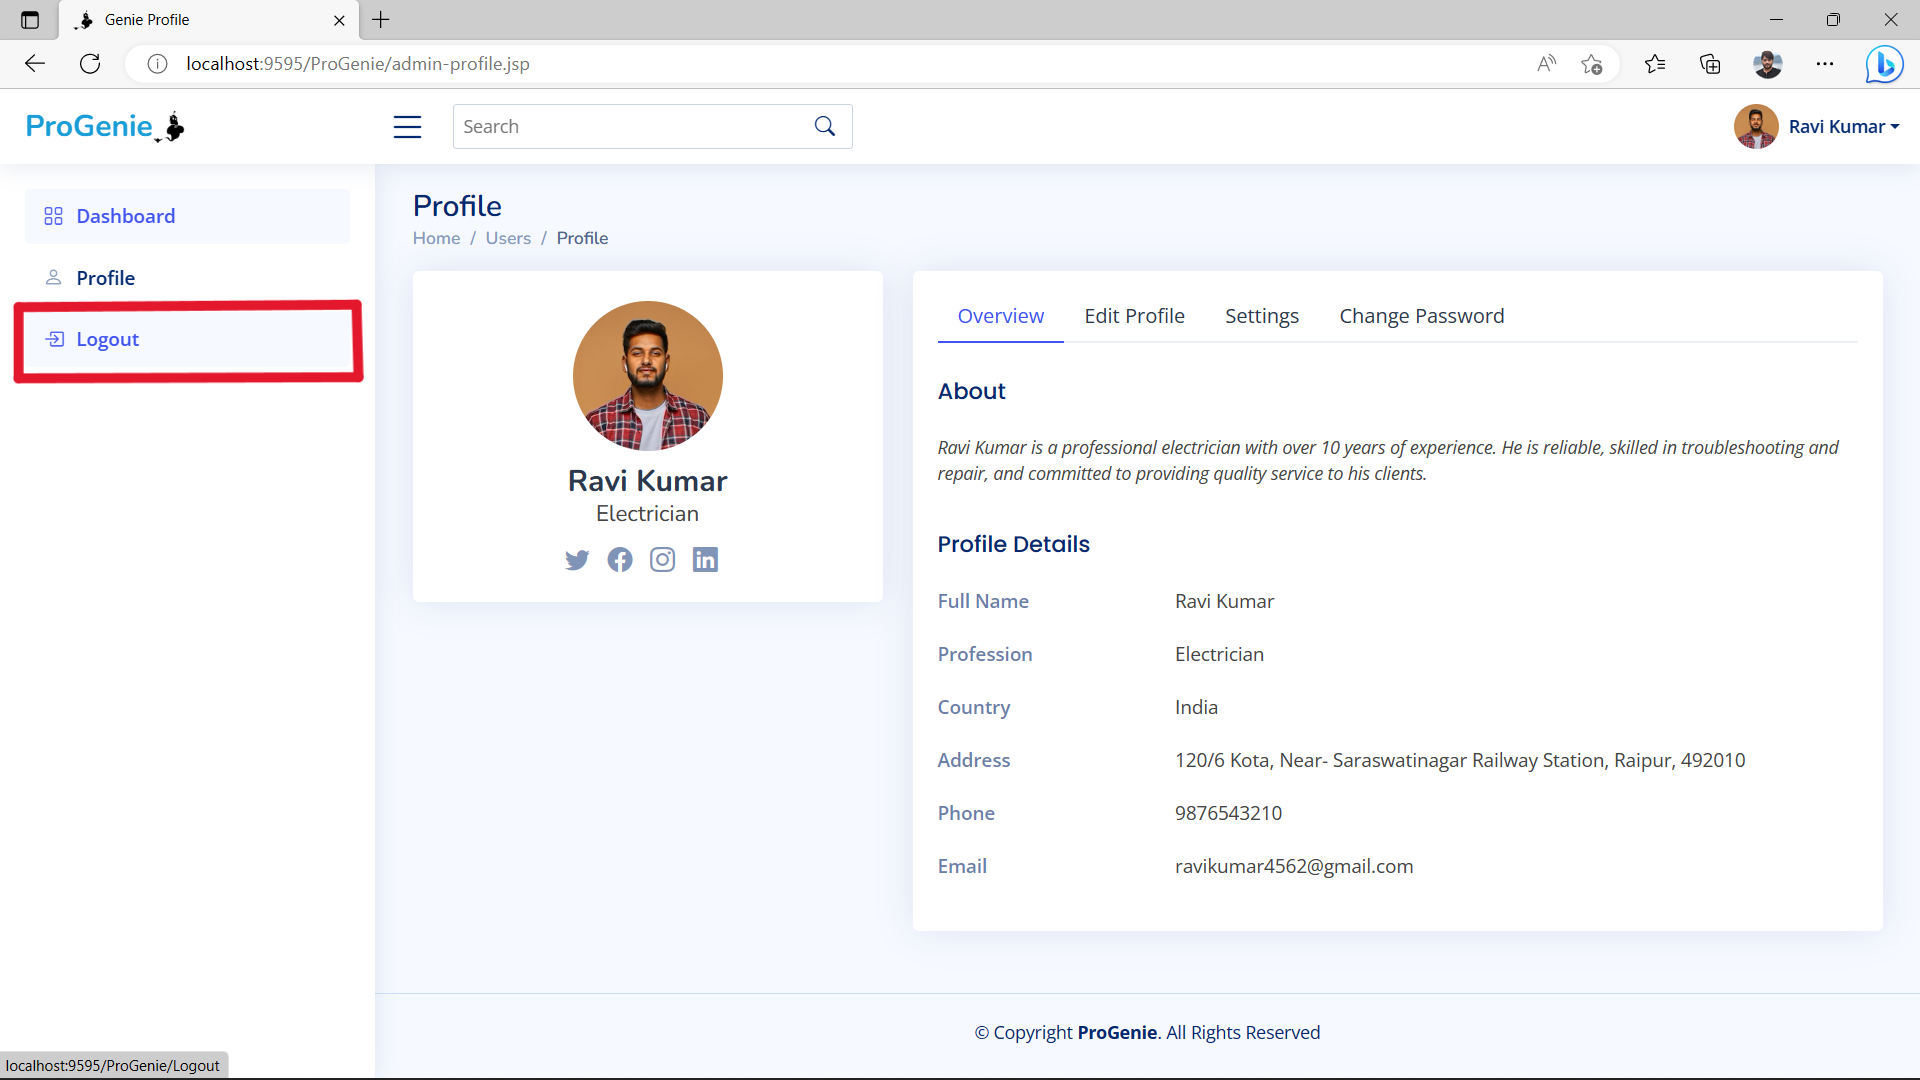 Genie Profile
localhost:9595/ProGenie/admin-profile.jsp
ProGenie
Search
Ravi Kumar
Dashboard
Profile
Logout
Profile
Home / Users / Profile
Ravi Kumar
Electrician
Overview
Edit Profile
Settings
Change Password
About
Ravi Kumar is a professional electrician with over 10 years of experience. He is reliable, skilled in troubleshooting and
repair, and committed to providing quality service to his clients.
Profile Details
Full Name Ravi Kumar
Profession Electrician
Country India
Address 120/6 Kota, Near- Saraswatinagar Railway Station, Raipur, 492010
Phone 9876543210
Email ravikumar4562@gmail.com
© Copyright ProGenie. All Rights Reserved
localhost:9595/ProGenie/Logout